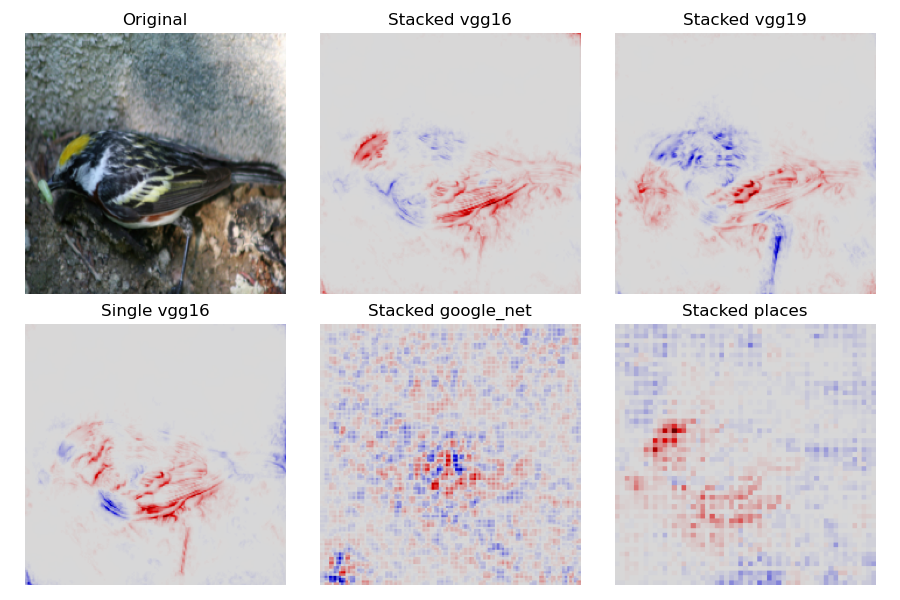 Original
Stacked vgg16
Stacked vgg19
Single vgg16
Stacked google_net
Stacked places